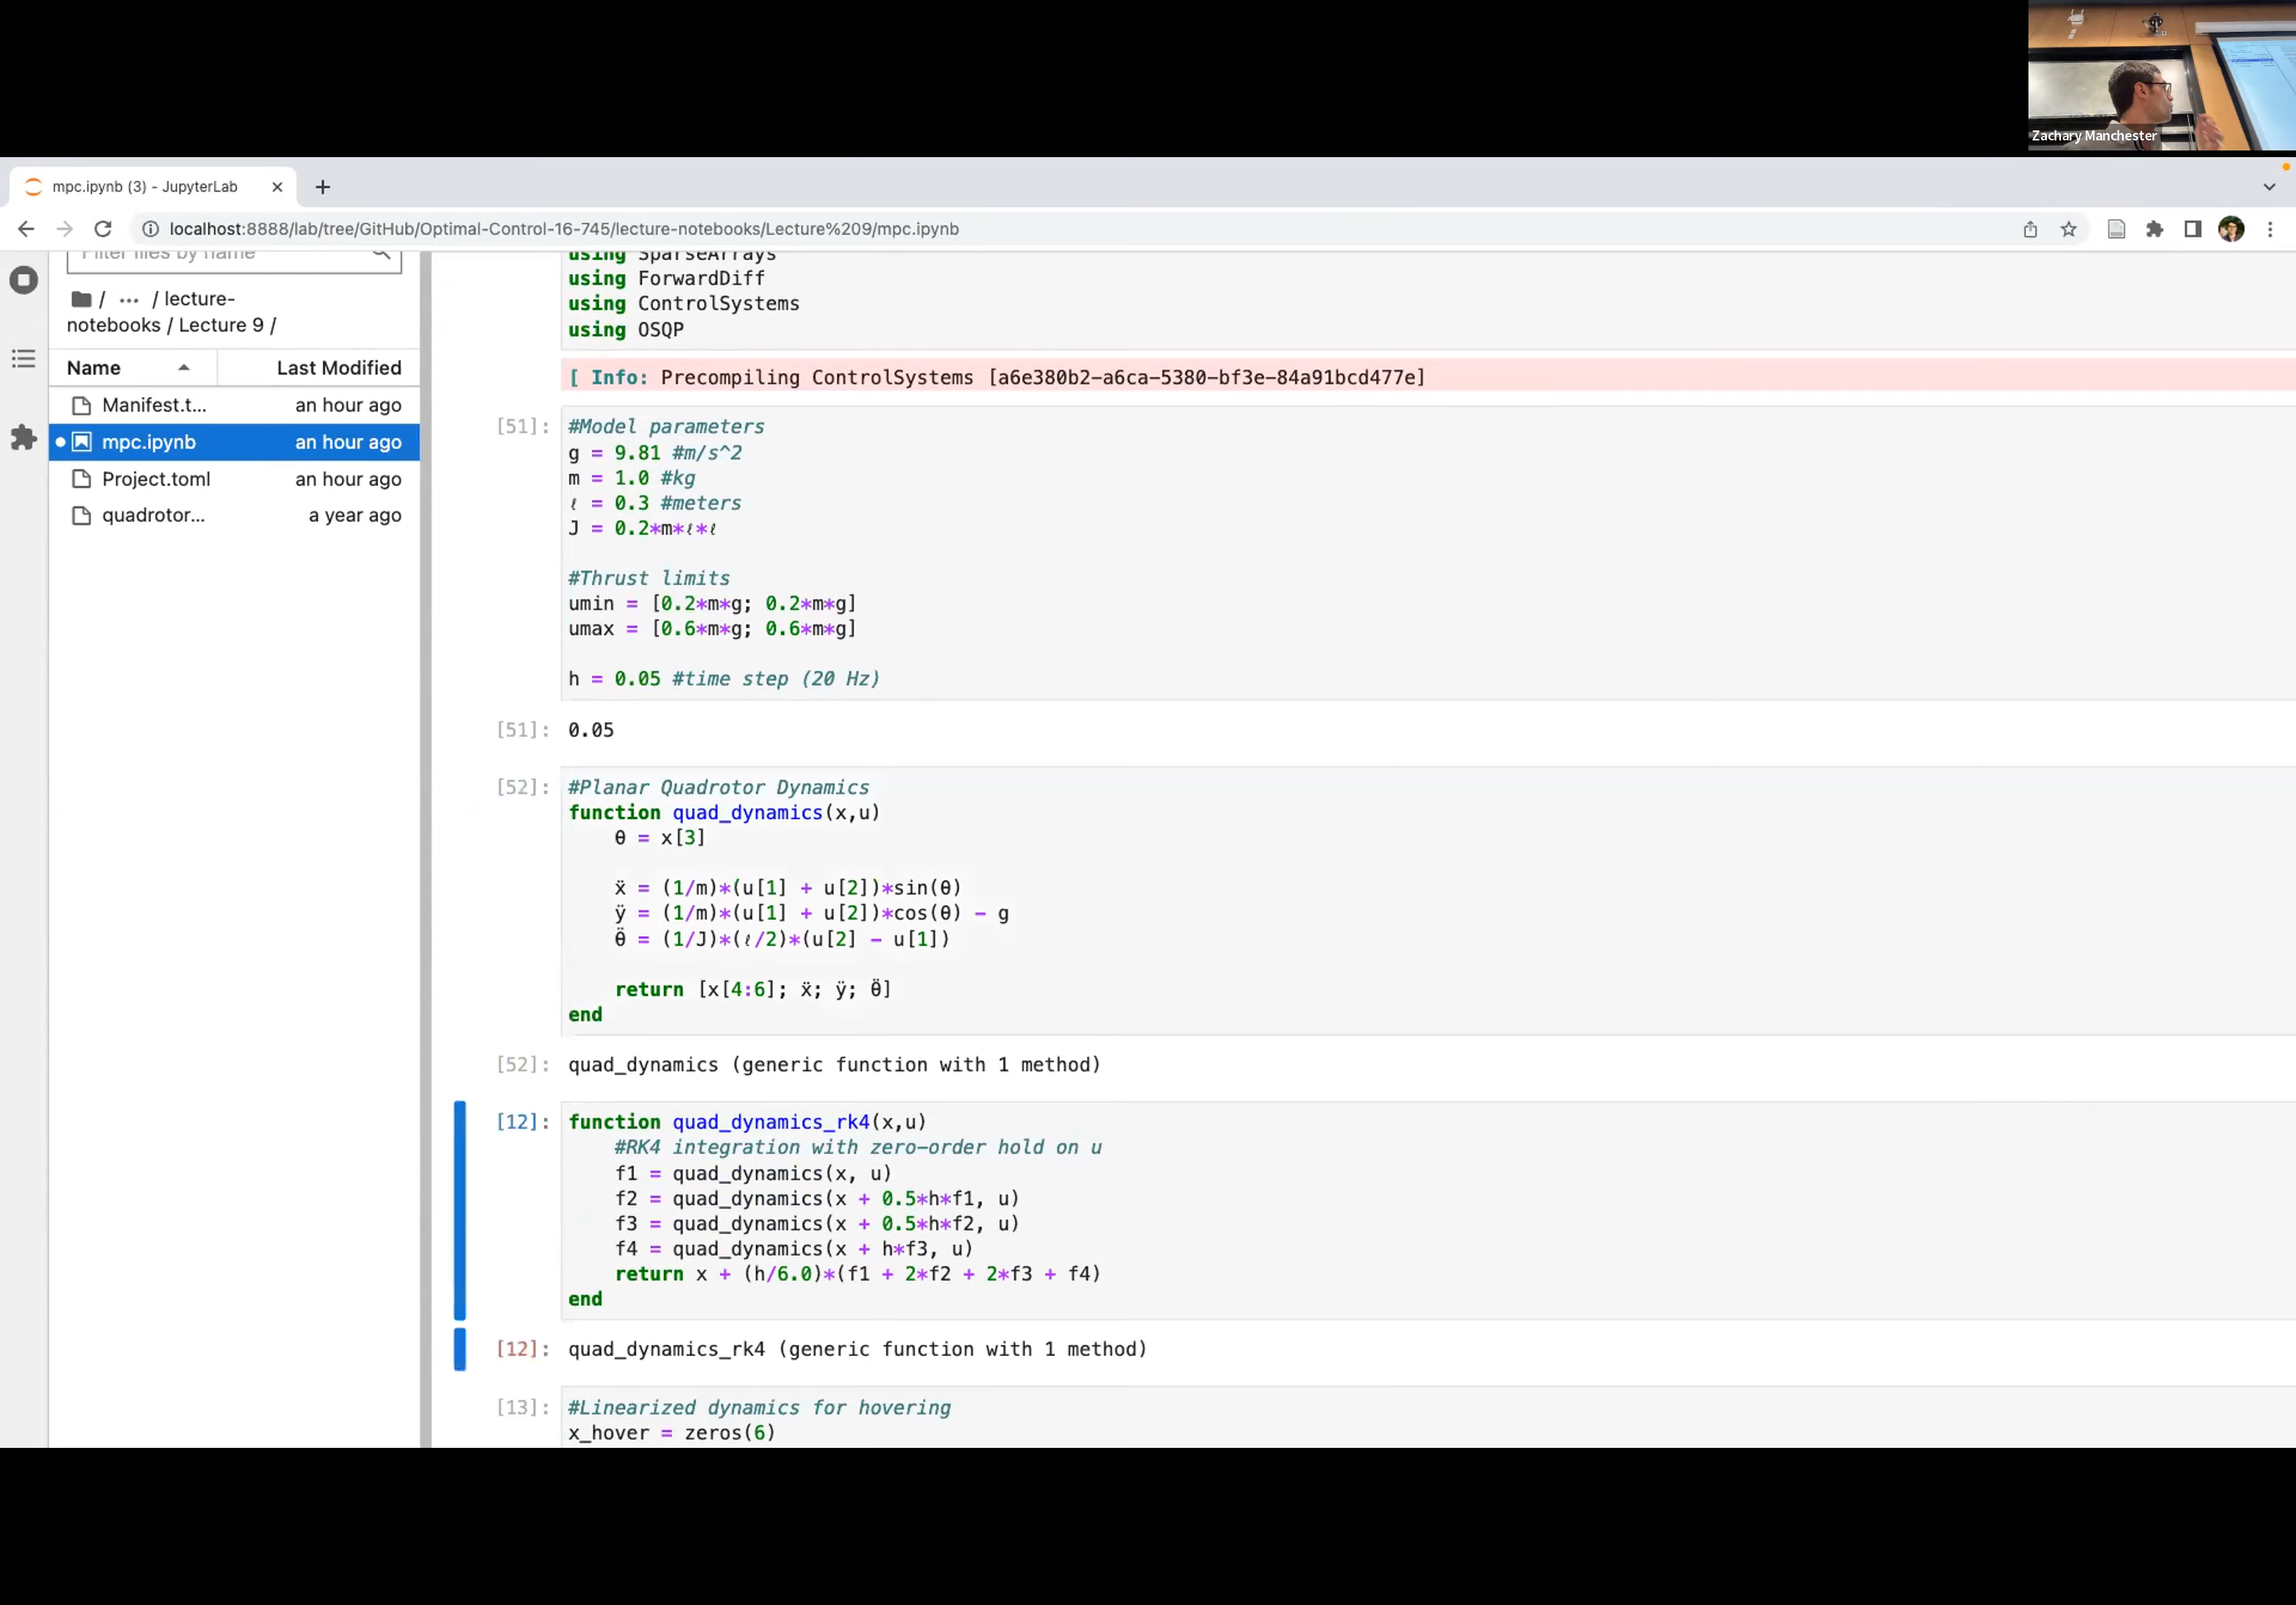 Zachary Manchester
mpc.ipynb (3) - JupyterLab
localhost:8888/lab/tree/GitHub/Optimal-Control-16-745/lecture-notebooks/Lecture%209/mpc.ipynb
Filter files by name
/ ··· / lecture-
notebooks / Lecture 9 /
Name Last Modified
Manifest.t... an hour ago
mpc.ipynb an hour ago
Project.toml an hour ago
quadrotor... a year ago
using SparseArrays
using ForwardDiff
using ControlSystems
using OSQP
[ Info: Precompiling ControlSystems [a6e380b2-a6ca-5380-bf3e-84a91bcd477e]
[51]: #Model parameters
g = 9.81 #m/s^2
m = 1.0 #kg
ℓ = 0.3 #meters
J = 0.2*m*ℓ*ℓ
#Thrust limits
umin = [0.2*m*g; 0.2*m*g]
umax = [0.6*m*g; 0.6*m*g]
h = 0.05 #time step (20 Hz)
[51]: 0.05
[52]: #Planar Quadrotor Dynamics
function quad_dynamics(x,u)
θ = x[3]
ẍ = (1/m)*(u[1] + u[2])*sin(θ)
ÿ = (1/m)*(u[1] + u[2])*cos(θ) - g
θ̈ = (1/J)*(ℓ/2)*(u[2] - u[1])
return [x[4:6]; ẍ; ÿ; θ̈]
end
[52]: quad_dynamics (generic function with 1 method)
[12]: function quad_dynamics_rk4(x,u)
#RK4 integration with zero-order hold on u
f1 = quad_dynamics(x, u)
f2 = quad_dynamics(x + 0.5*h*f1, u)
f3 = quad_dynamics(x + 0.5*h*f2, u)
f4 = quad_dynamics(x + h*f3, u)
return x + (h/6.0)*(f1 + 2*f2 + 2*f3 + f4)
end
[12]: quad_dynamics_rk4 (generic function with 1 method)
[13]: #Linearized dynamics for hovering
x_hover = zeros(6)